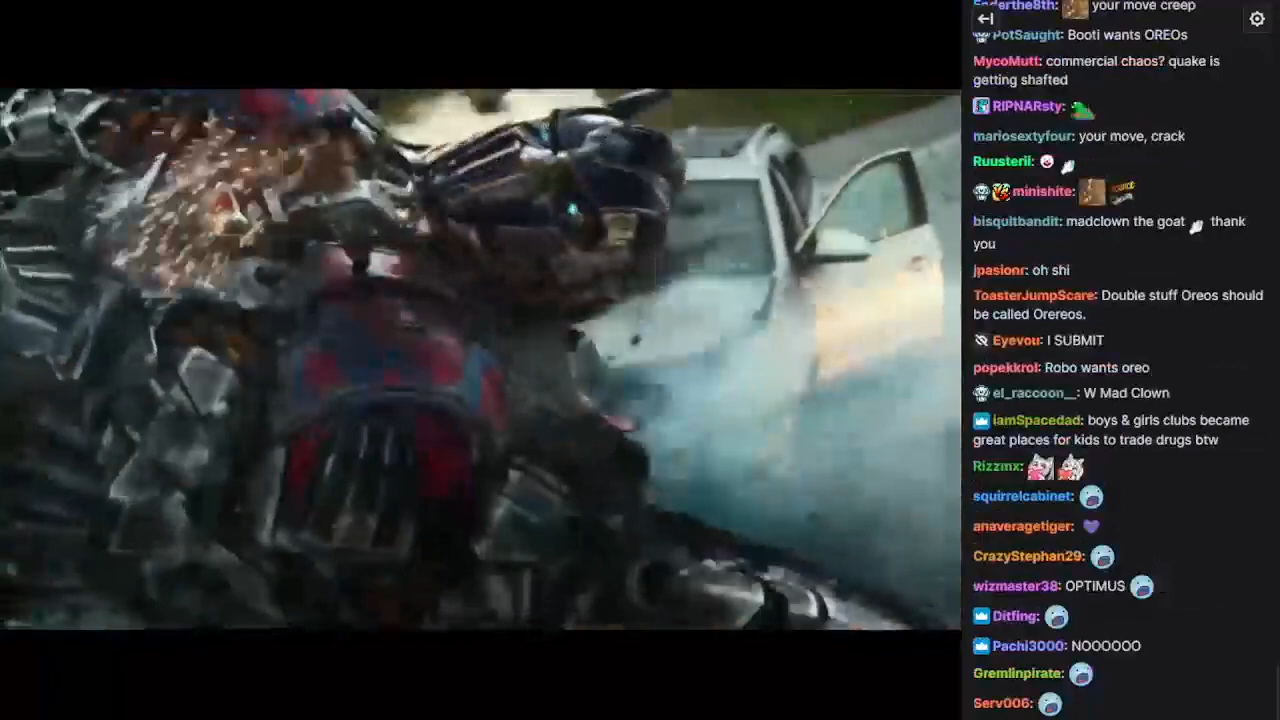 Endertheßth: your move creep
PotSaught: Booti wants OREOs
MycoMutt: commercial chaos? quake is
getting shafted
RIPNARsty:
mariosextyfour: your move, crack
Ruusterii:
minishite:
bisquitbandit: madclown the goat thank
you
jpasionr: oh shi
ToasterJumpScare: Double stuff Oreos should
be called Orereos.
Eyevou: I SUBMIT
popekkrol: Robo wants oreo
el_raccoon__: W Mad Clown
iamSpacedad: boys & girls clubs became
great places for kids to trade drugs btw
Rizzmx:
squirrelcabinet:
anaveragetiger:
CrazyStephan29:
wizmaster38: OPTIMUS
Ditfing:
Pachi3000: NOOOOOO
Gremlinpirate:
Serv006: